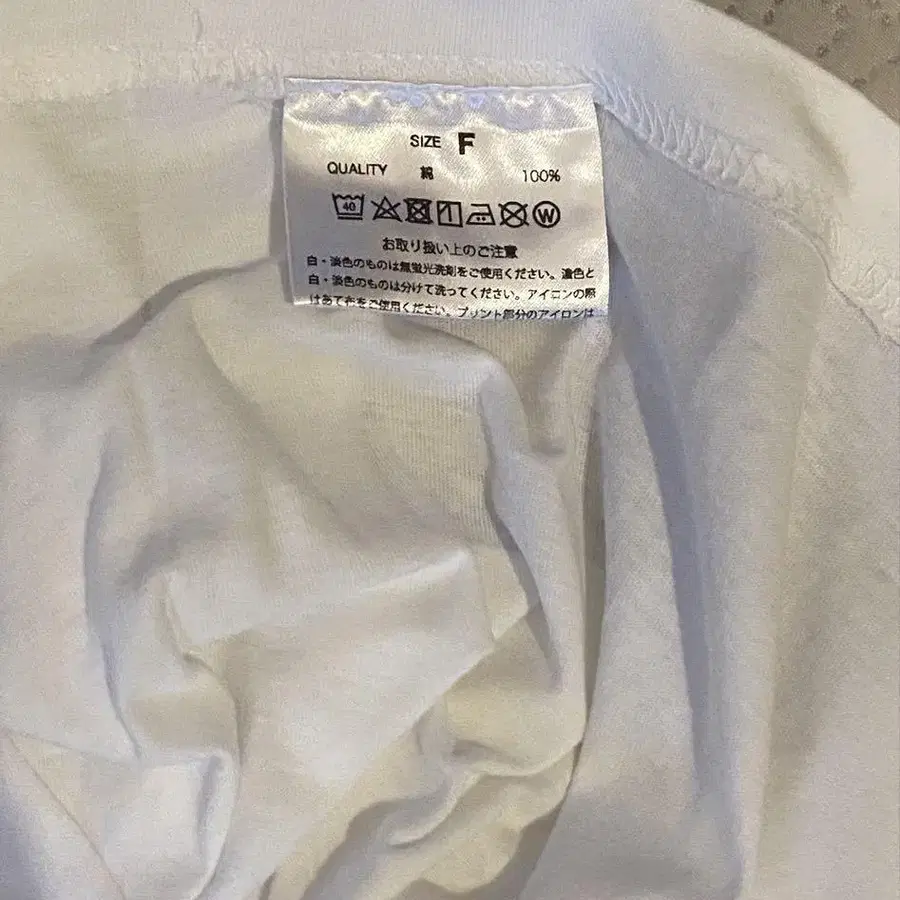 SIZE F
QUALITY 綿 100%
40 W
お取り扱い上のご注意
白・淡色のものは無蛍光洗剤をご使用ください。濃色と
白・淡色のものは分けて洗ってください。アイロンの際
はあて布をご使用ください。プリント部分のアイロンは